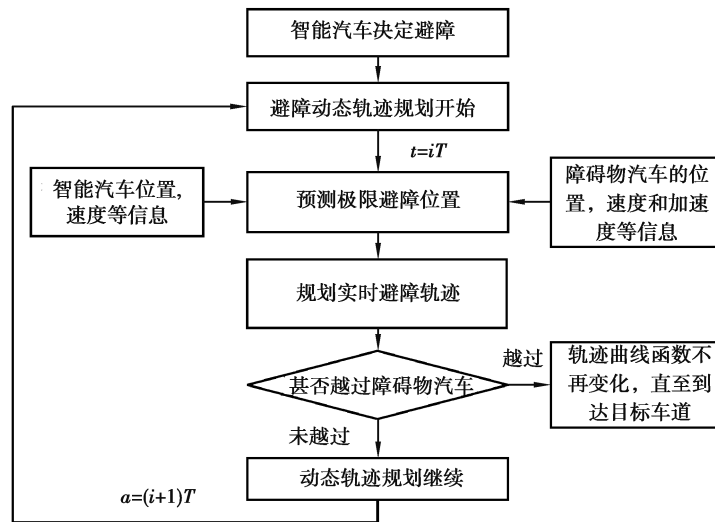 智能汽车决定避障
避障动态轨迹规划开始
t=iT
智能汽车位置，
速度等信息
预测极限避障位置
障碍物汽车的位
置，速度和加速
度等信息
规划实时避障轨迹
甚否越过障碍物汽车
越过
轨迹曲线函数不
再变化，直至到
达目标车道
未越过
动态轨迹规划继续
a=(i+1)T